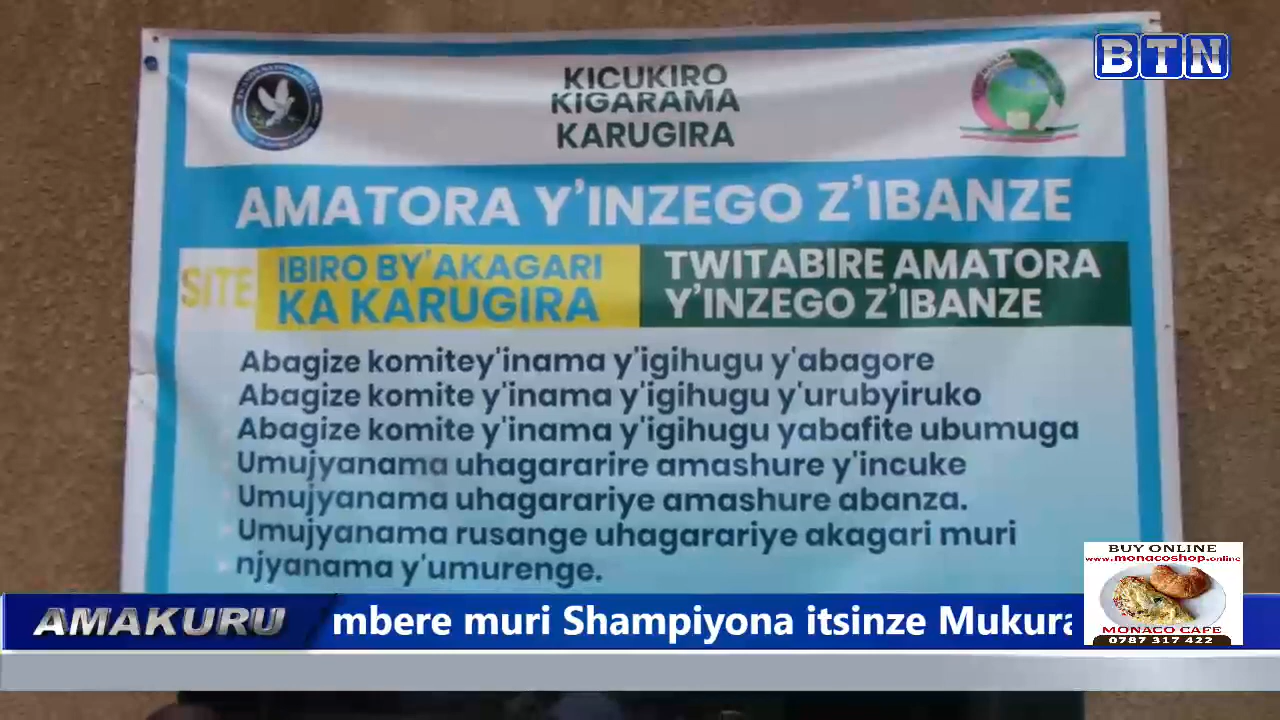 BTN
KICUKIRO
KIGARAMA
KARUGIRA
AMATORA Y'INZEGO Z'IBANZE
SITE
IBIRO BY'AKAGARI
KA KARUGIRA
TWITABIRE AMATORA
Y'INZEGO Z'IBANZE
Abagize komitey'inama y'igihugu y'abagore
Abagize komite y'inama y'igihugu y'urubyiruko
Abagize komite y'inama y'igihugu yabafite ubumuga
Umujyanama uhagararire amashure y'incuke
Umujyanama uhagarariye amashure abanza.
Umujyanama rusange uhagarariye akagari muri
njyanama y'umurenge.
BUY ONLINE
www.monacoshop.online
MONACO CAFE
0787 317 422
AMAKURU
mbere muri Shampiyona itsinze Mukura